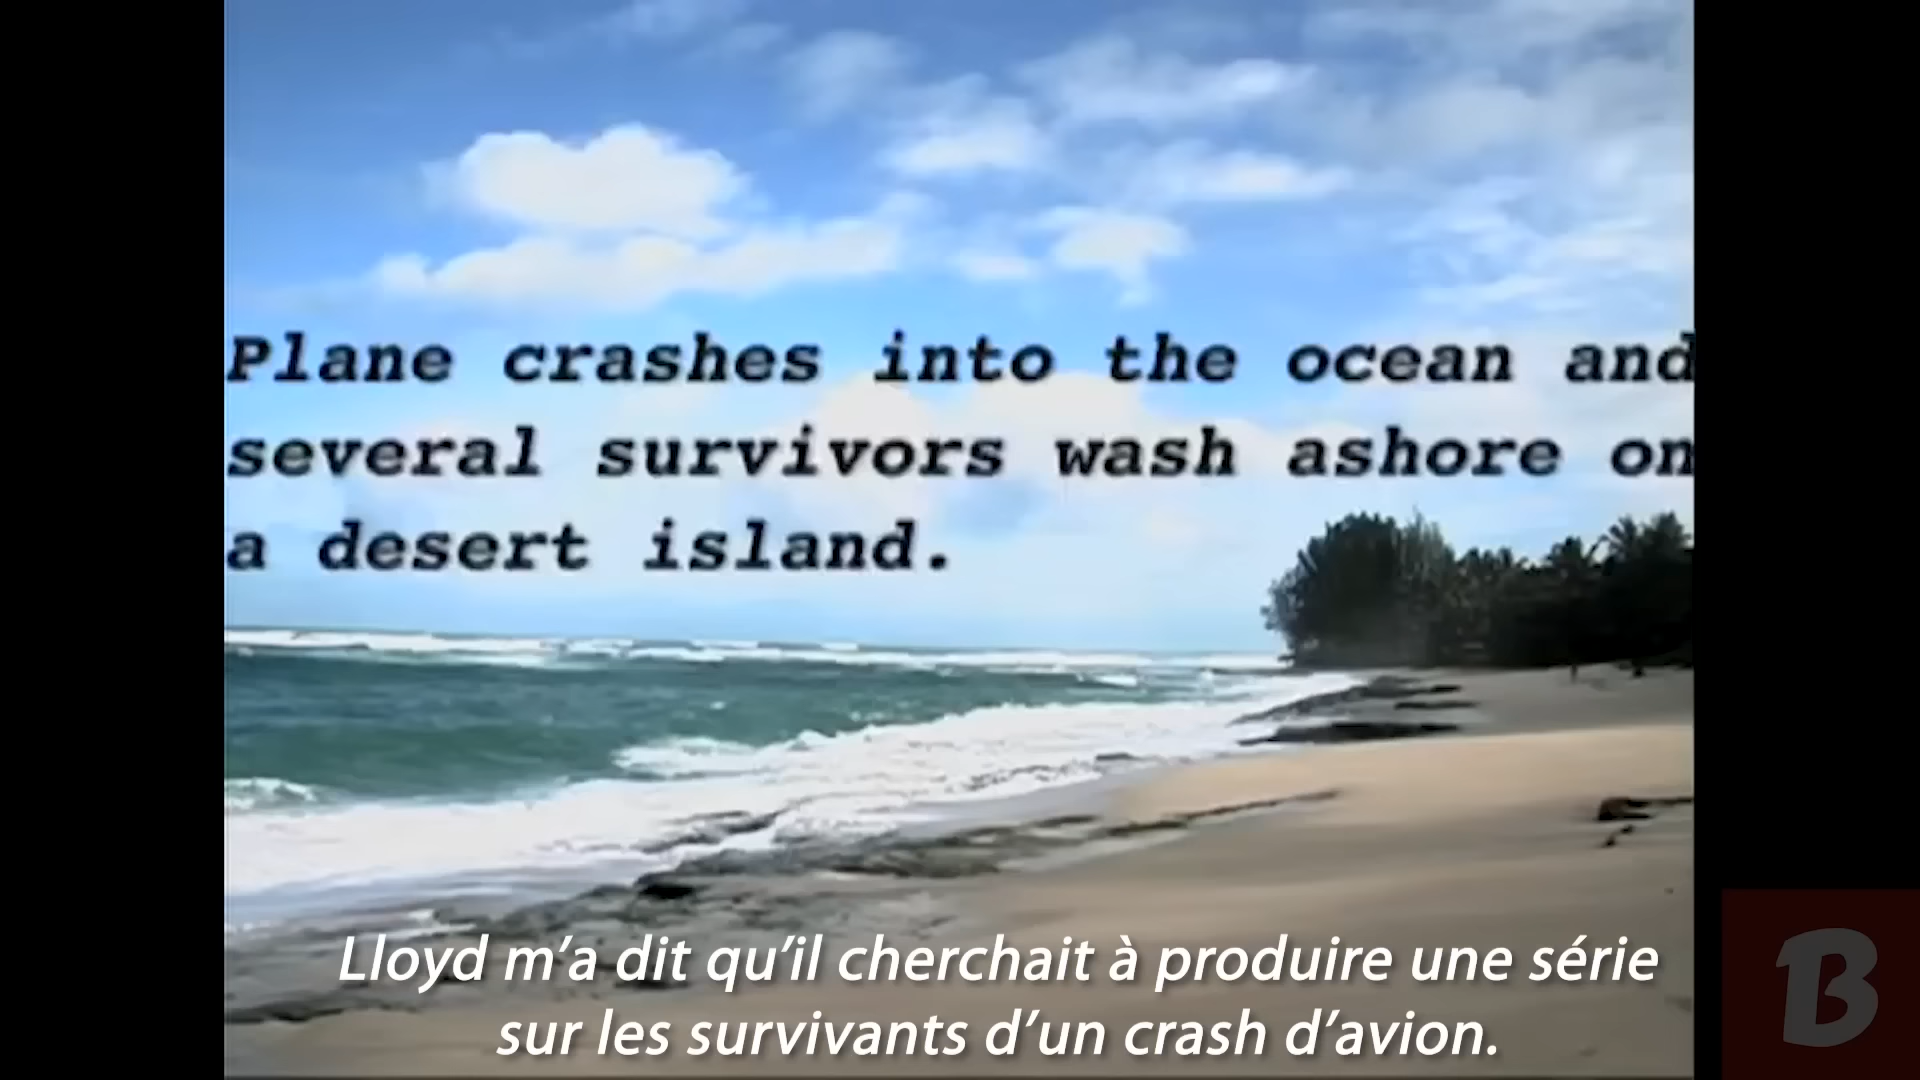 Plane crashes into the ocean and
several survivors wash ashore on
a desert island.
Lloyd m’a dit qu’il cherchait à produire une série
sur les survivants d’un crash d’avion.
B